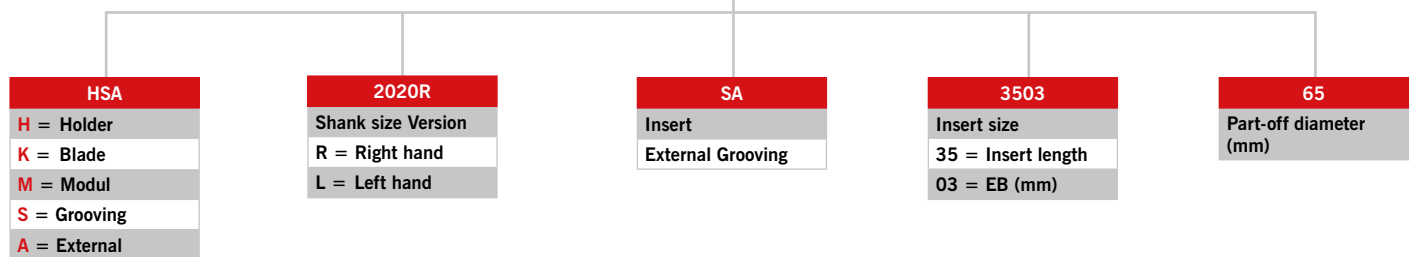 HSA
H = Holder
K = Blade
M = Modul
S = Grooving
A = External
2020R
Shank size Version
R = Right hand
L = Left hand
SA
Insert
External Grooving
3503
Insert size
35 = Insert length
03 = EB (mm)
65
Part-off diameter
(mm)